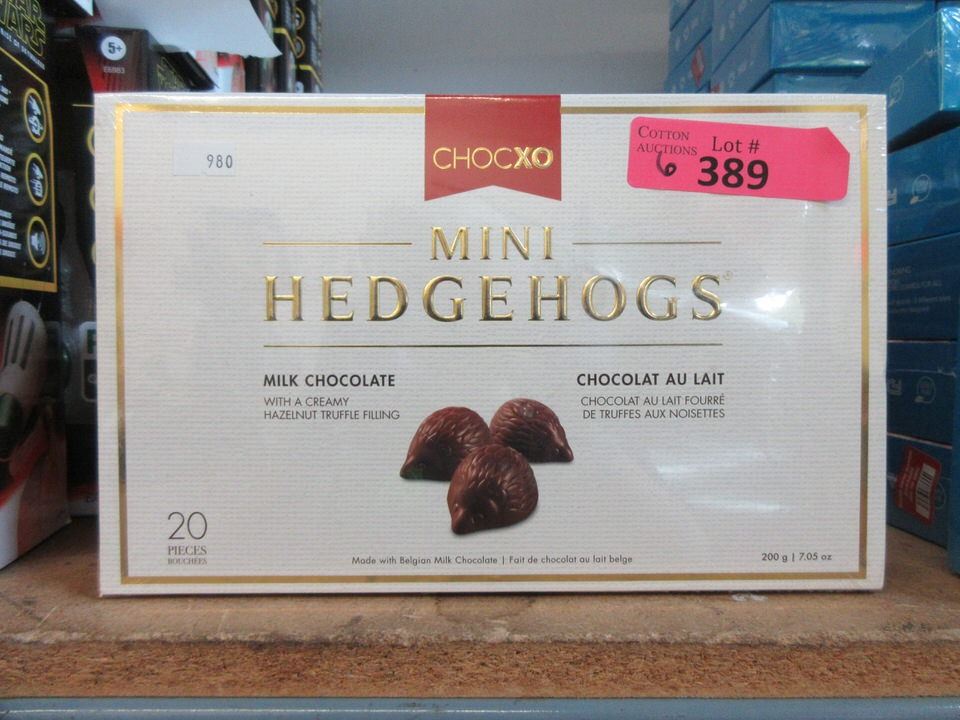 WARS
5+
980
CHOCXO
COTTON
AUCTIONS
Lot #
6
389
MINI
HEDGEHOGS®
MILK CHOCOLATE
WITH A CREAMY
HAZELNUT TRUFFLE FILLING
CHOCOLAT AU LAIT
CHOCOLAT AU LAIT FOURRÉ
DE TRUFFES AUX NOISETTES
20
PIECES
BOUCHÉES
Made with Belgian Milk Chocolate | Fait de chocolat au lait belge
200 g | 7.05 oz